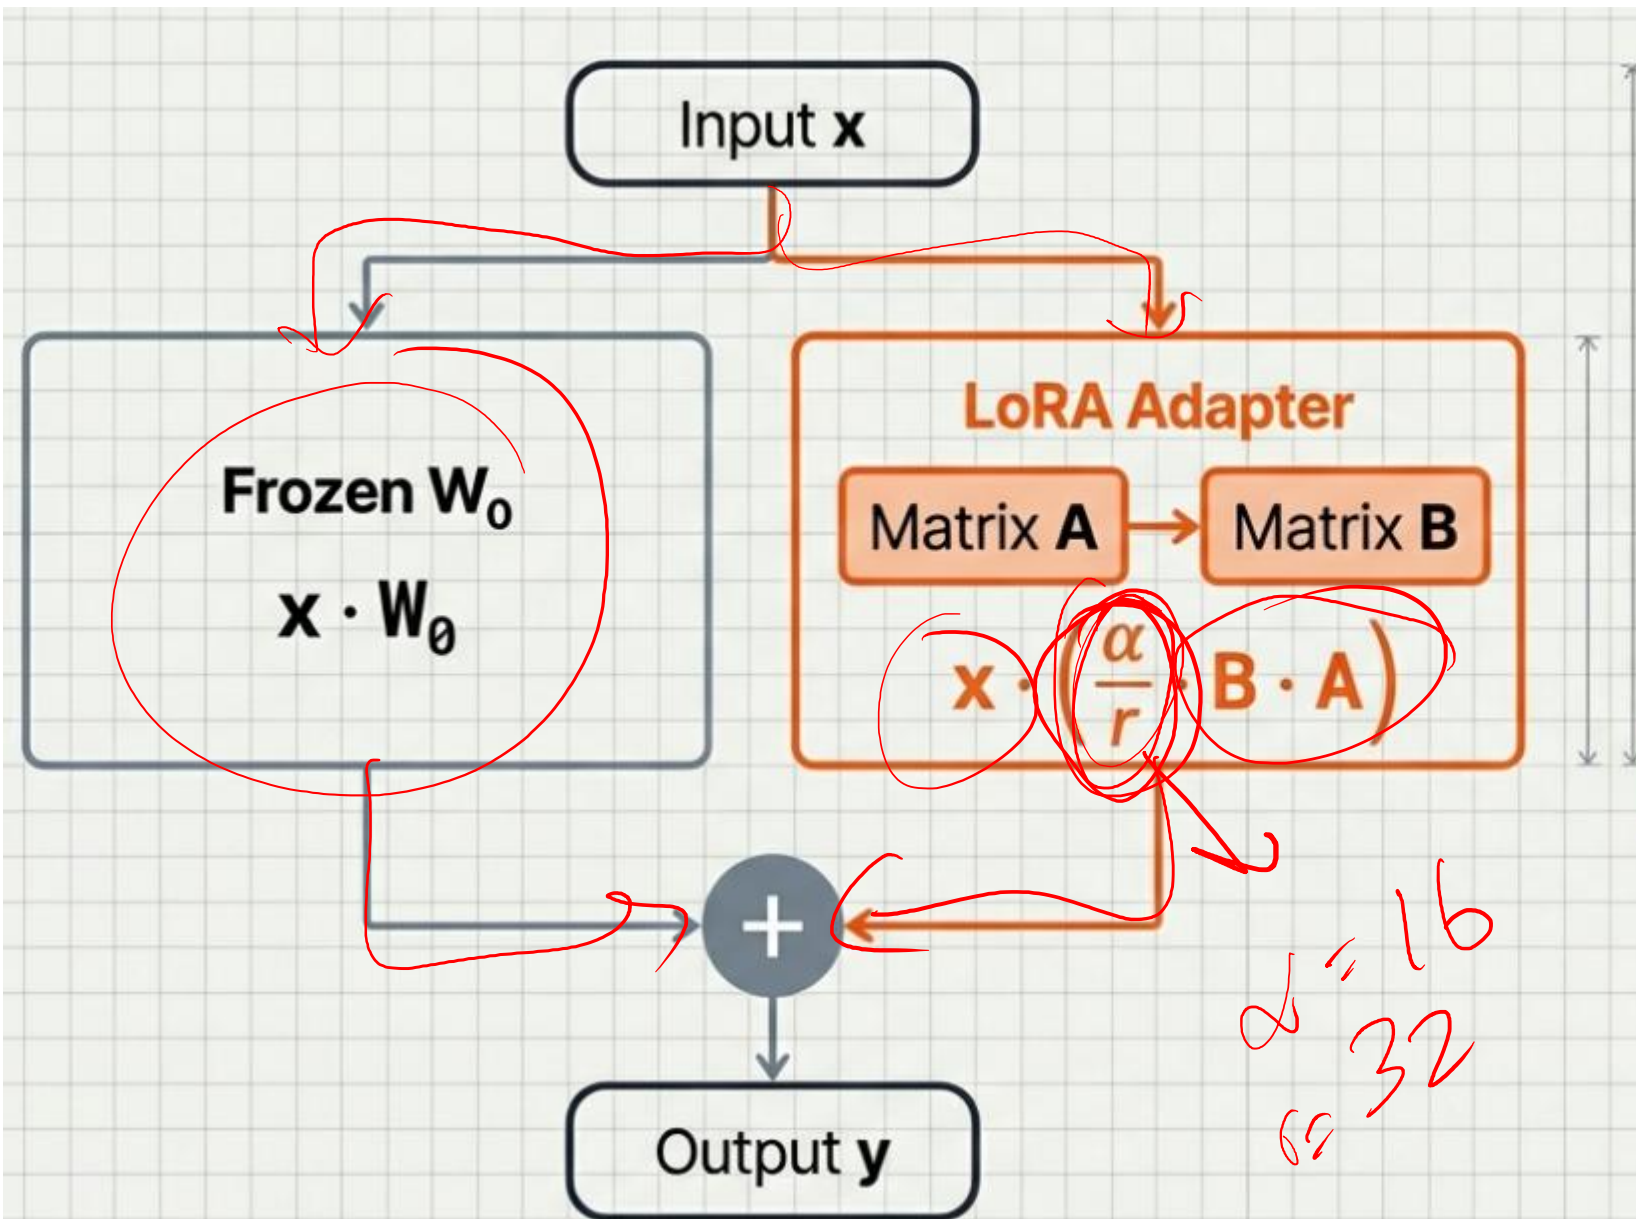 Input x
Frozen W₀
x · W₀
LoRA Adapter
Matrix A
Matrix B
x · (α/r · B · A)
+
α = 16
32
Output y